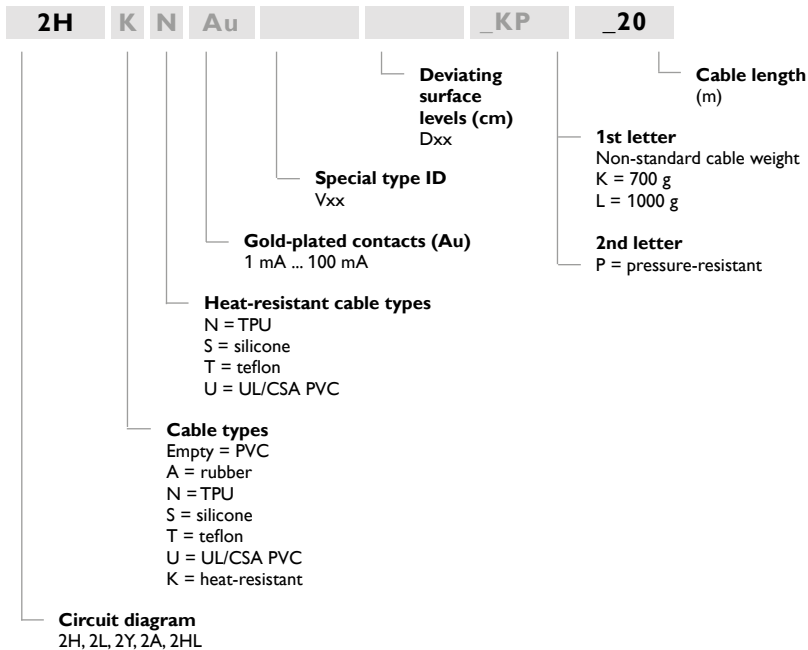 2H K N Au _KP _20
Deviating
surface
levels (cm)
Dxx
Cable length
(m)
1st letter
Non-standard cable weight
K = 700 g
L = 1000 g
2nd letter
P = pressure-resistant
Special type ID
Vxx
Gold-plated contacts (Au)
1 mA ... 100 mA
Heat-resistant cable types
N = TPU
S = silicone
T = teflon
U = UL/CSA PVC
Cable types
Empty = PVC
A = rubber
N = TPU
S = silicone
T = teflon
U = UL/CSA PVC
K = heat-resistant
Circuit diagram
2H, 2L, 2Y, 2A, 2HL